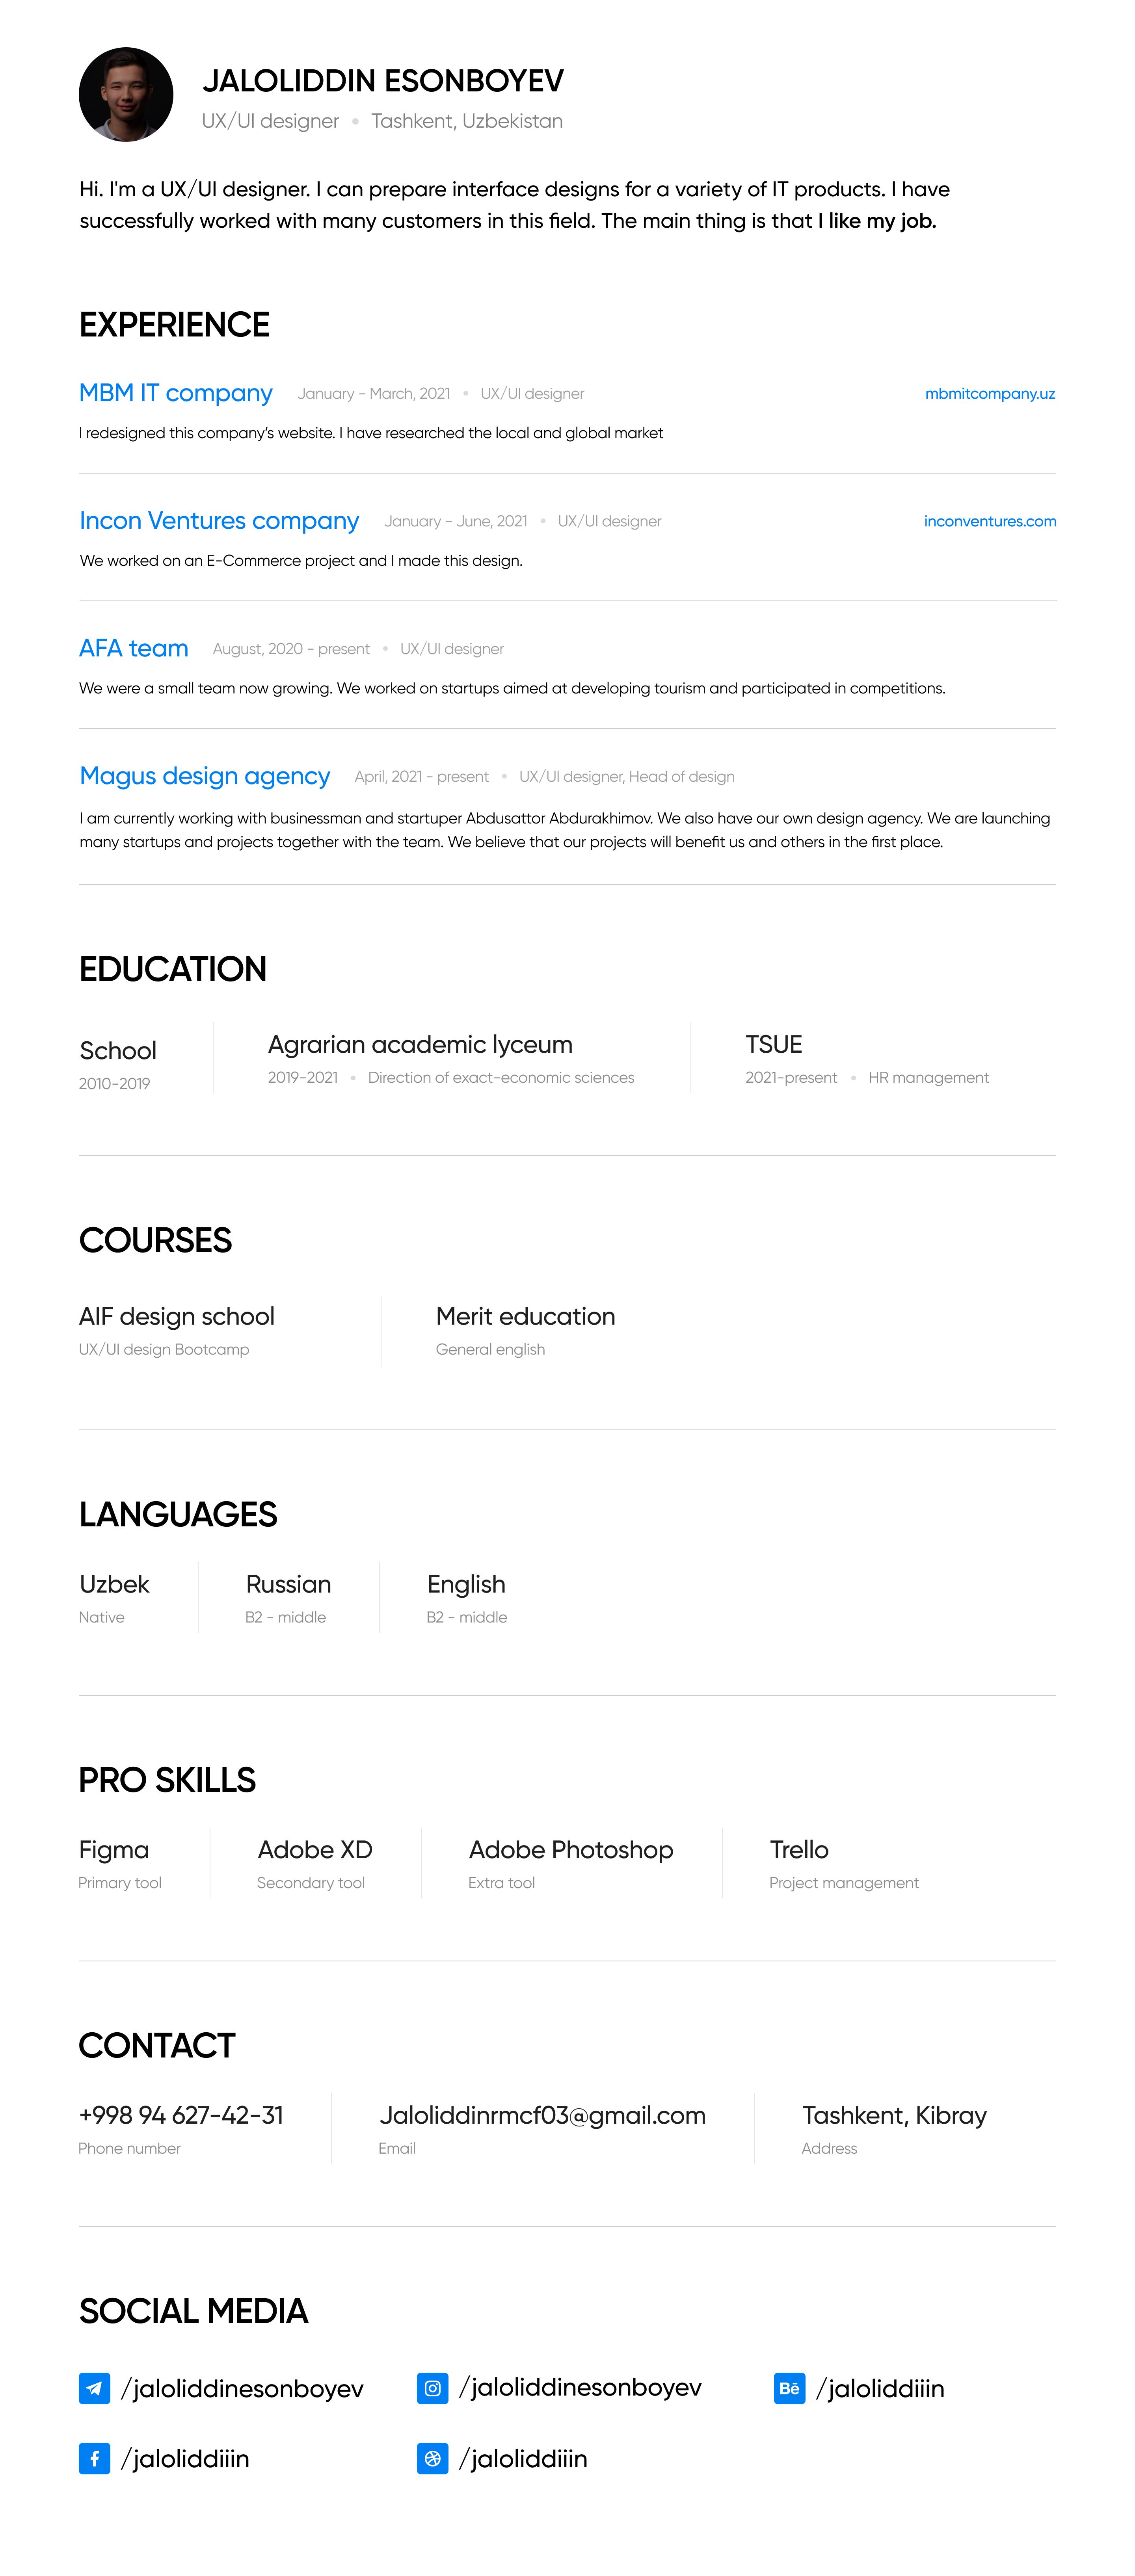 JALOLIDDIN ESONBOYEV
UX/UI designer • Tashkent, Uzbekistan
Hi. I'm a UX/UI designer. I can prepare interface designs for a variety of IT products. I have
successfully worked with many customers in this field. The main thing is that I like my job.
EXPERIENCE
MBM IT company January - March, 2021 • UX/UI designer mbmitcompany.uz
I redesigned this company’s website. I have researched the local and global market
Incon Ventures company January - June, 2021 • UX/UI designer inconventures.com
We worked on an E-Commerce project and I made this design.
AFA team August, 2020 - present • UX/UI designer
We were a small team now growing. We worked on startups aimed at developing tourism and participated in competitions.
Magus design agency April, 2021 - present • UX/UI designer, Head of design
I am currently working with businessman and startuper Abdusattor Abdurakhimov. We also have our own design agency. We are launching
many startups and projects together with the team. We believe that our projects will benefit us and others in the first place.
EDUCATION
School
2010-2019
Agrarian academic lyceum
2019-2021 • Direction of exact-economic sciences
TSUE
2021-present • HR management
COURSES
AIF design school
UX/UI design Bootcamp
Merit education
General english
LANGUAGES
Uzbek
Native
Russian
B2 - middle
English
B2 - middle
PRO SKILLS
Figma
Primary tool
Adobe XD
Secondary tool
Adobe Photoshop
Extra tool
Trello
Project management
CONTACT
+998 94 627-42-31
Phone number
Jaloliddinrmcf03@gmail.com
Email
Tashkent, Kibray
Address
SOCIAL MEDIA
/jaloliddinesonboyev
/jaloliddinesonboyev
Bē /jaloliddiiin
/jaloliddiiin
/jaloliddiiin